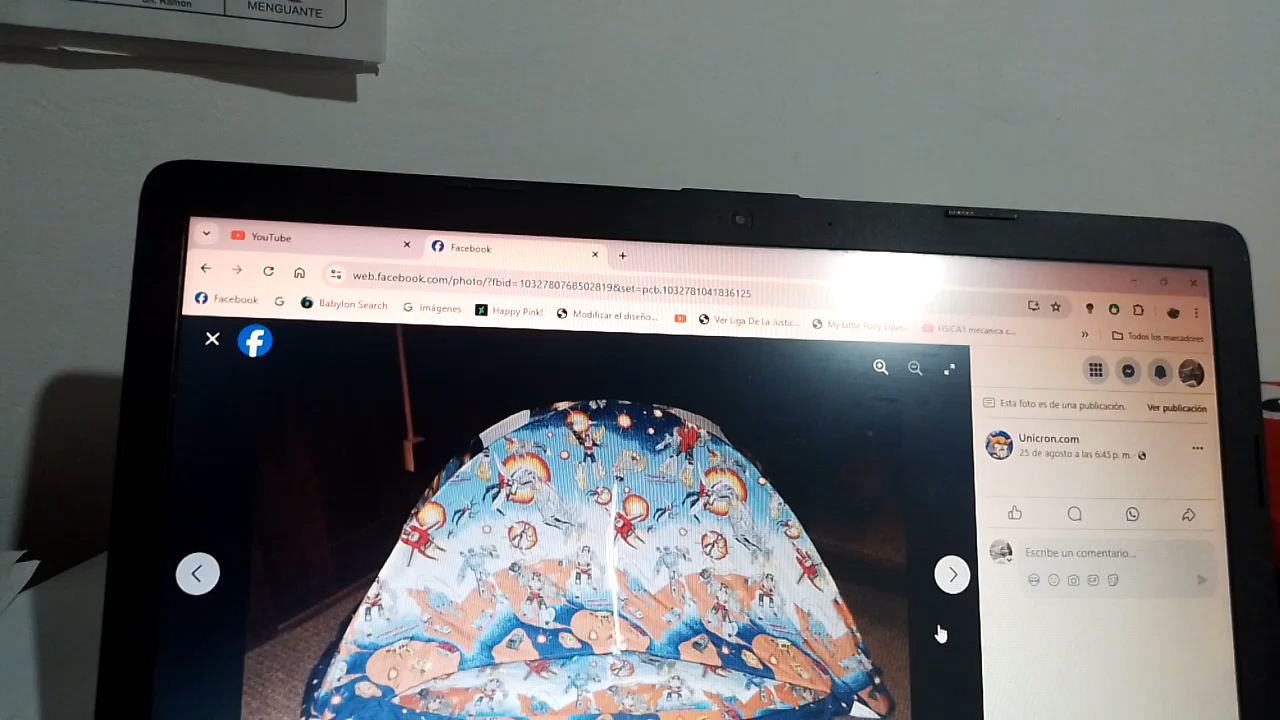 Ramón
MENGUANTE
YouTube
Facebook
web.facebook.com/photo/?fbid=1032780768502819&set=pcb.1032781041836125
Facebook
Babylon Search
Imágenes
Happy Pink!
Modificar el diseño...
Ver Liga De La Justic...
My Little Pony Eque...
FISICA1 mecanica c...
»
Todos los marcadores
Esta foto es de una publicación.
Ver publicación
Unicron.com
25 de agosto a las 6:45 p. m.
Escribe un comentario...